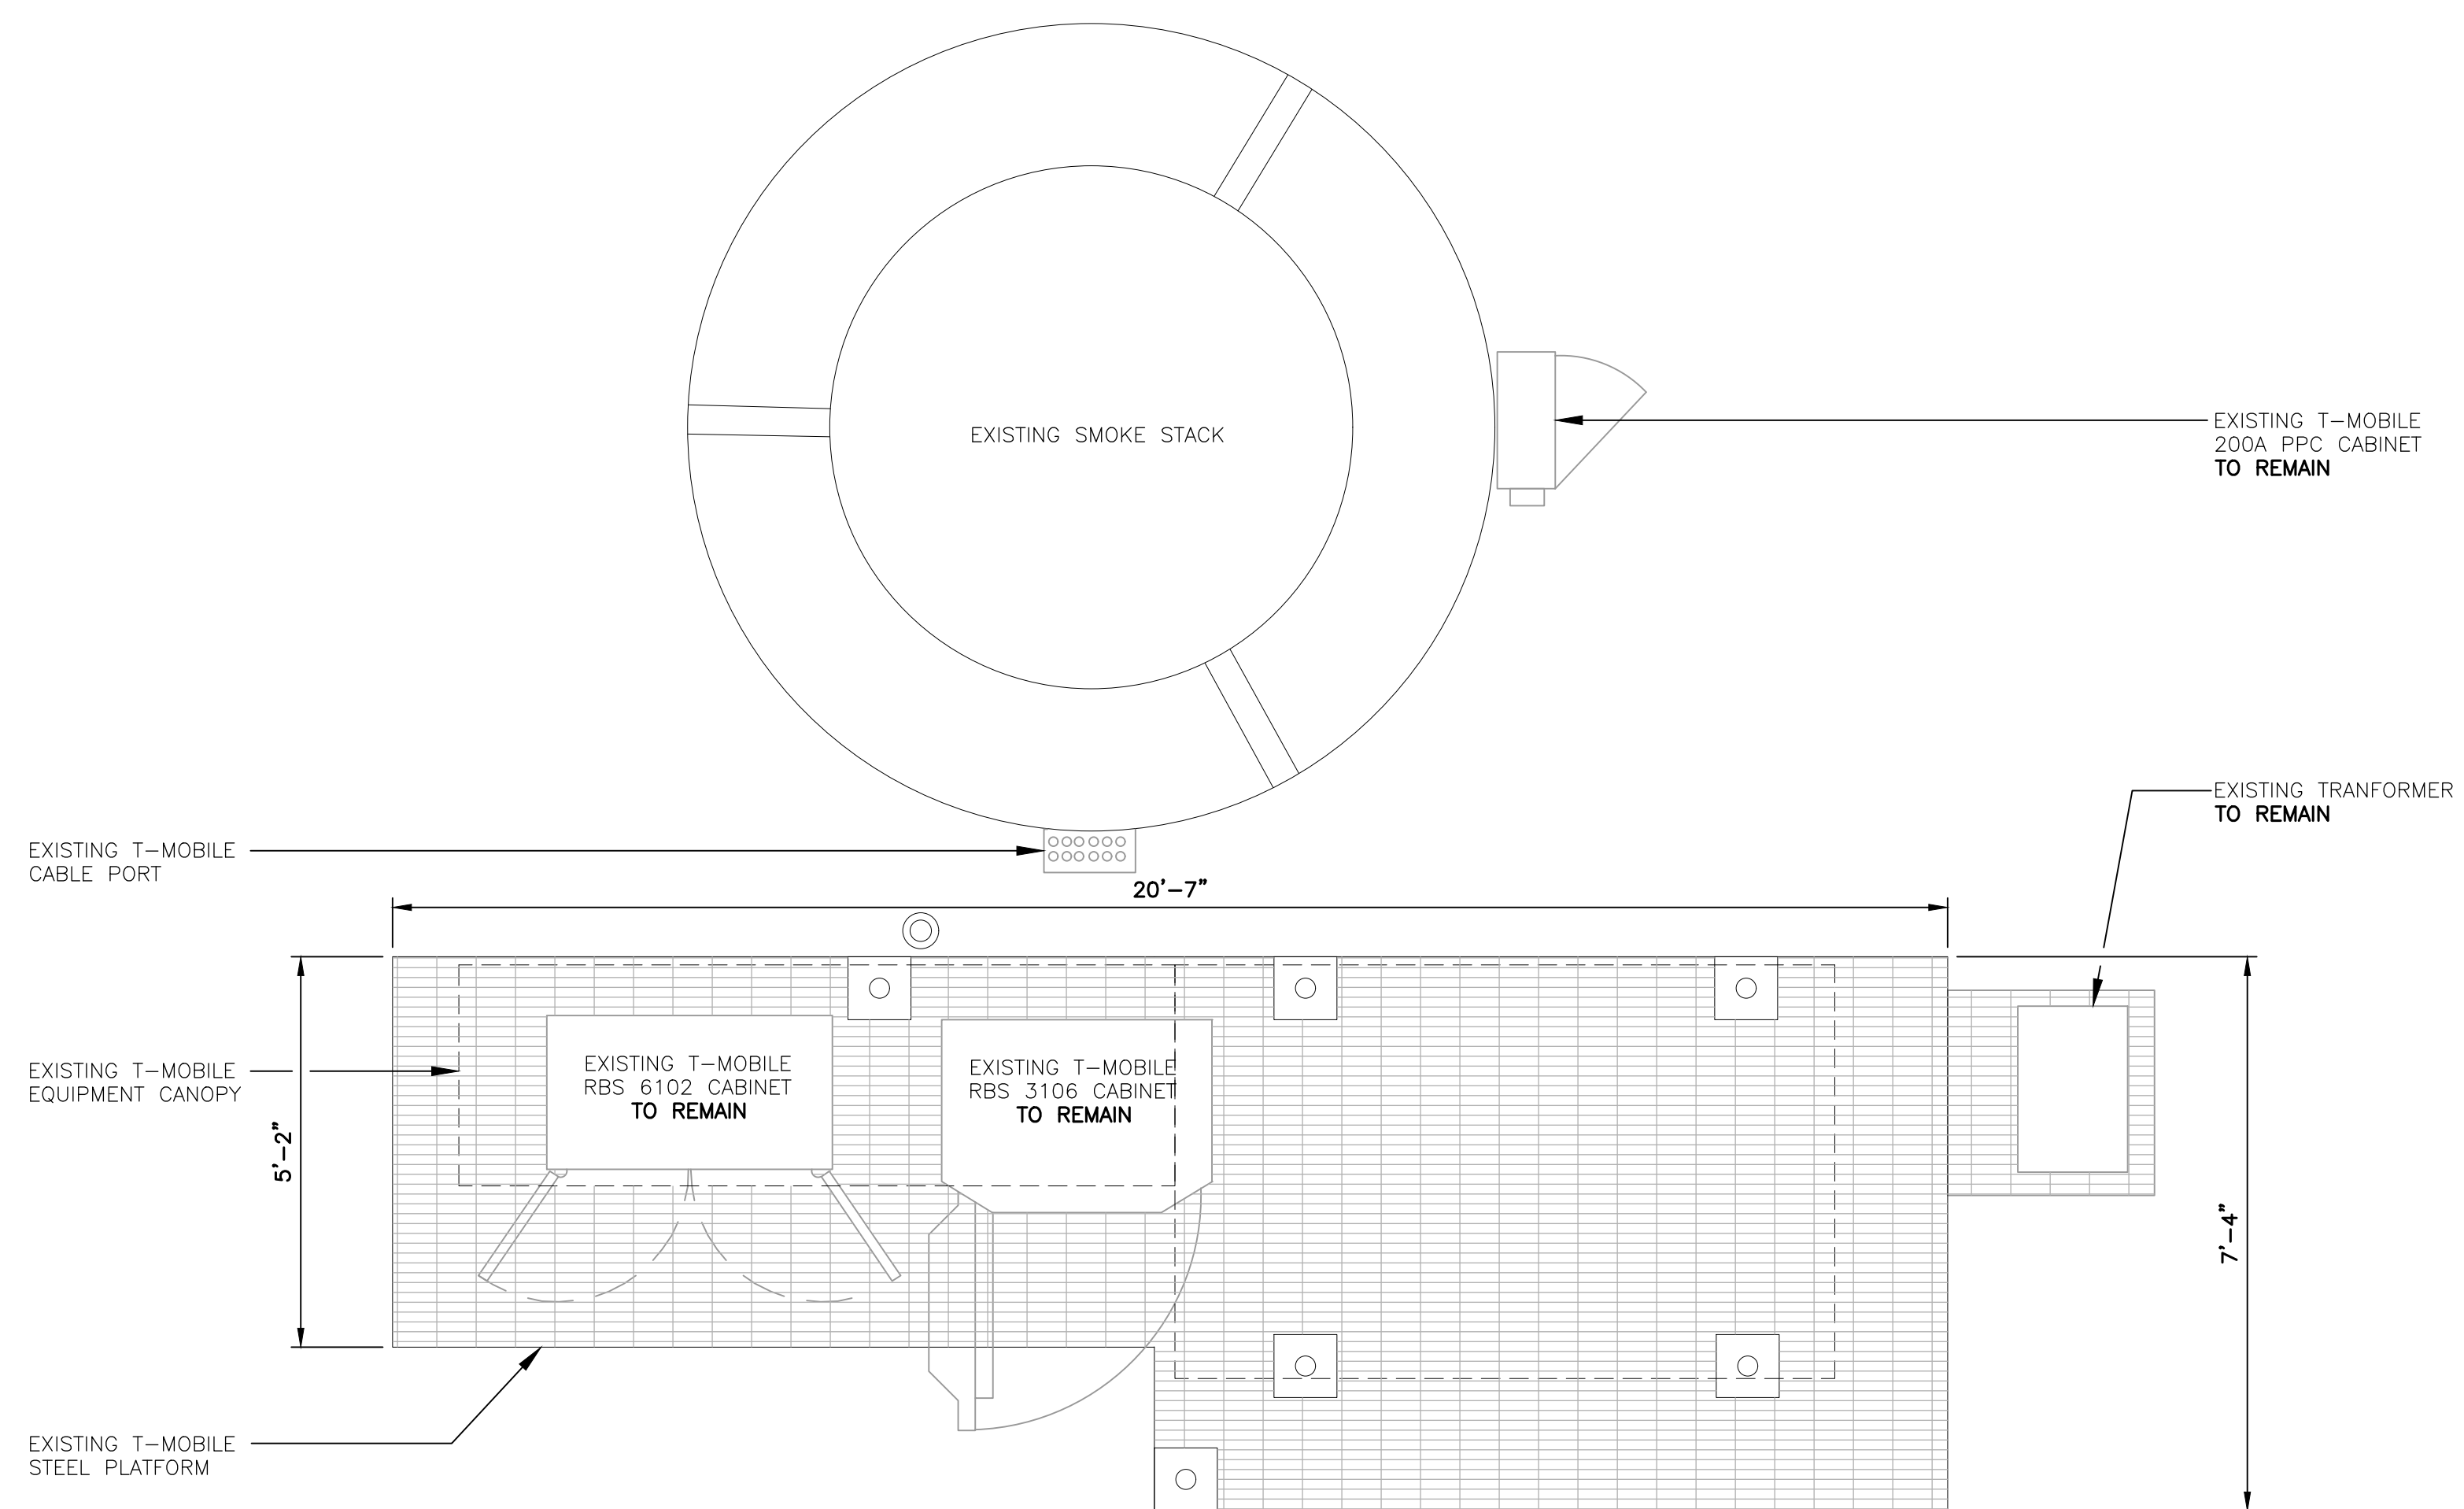 EXISTING SMOKE STACK
EXISTING T-MOBILE
200A PPC CABINET
TO REMAIN
EXISTING TRANFORMER
TO REMAIN
EXISTING T-MOBILE
CABLE PORT
20'-7"
EXISTING T-MOBILE
EQUIPMENT CANOPY
5'-2"
EXISTING T-MOBILE
RBS 6102 CABINET
TO REMAIN
EXISTING T-MOBILE
RBS 3106 CABINET
TO REMAIN
7'-4"
EXISTING T-MOBILE
STEEL PLATFORM